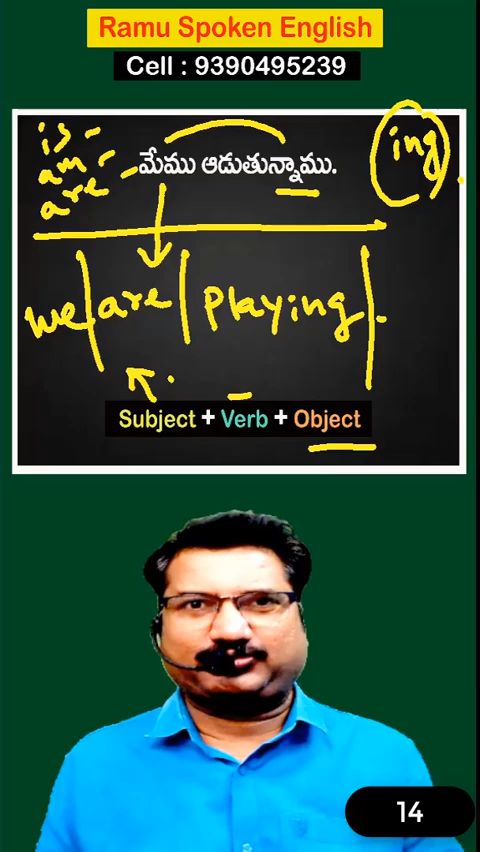 Ramu Spoken English
Cell : 9390495239
is -
am -
are -
మేము ఆడుతున్నాము.
ing
we are playing.
Subject + Verb + Object
14